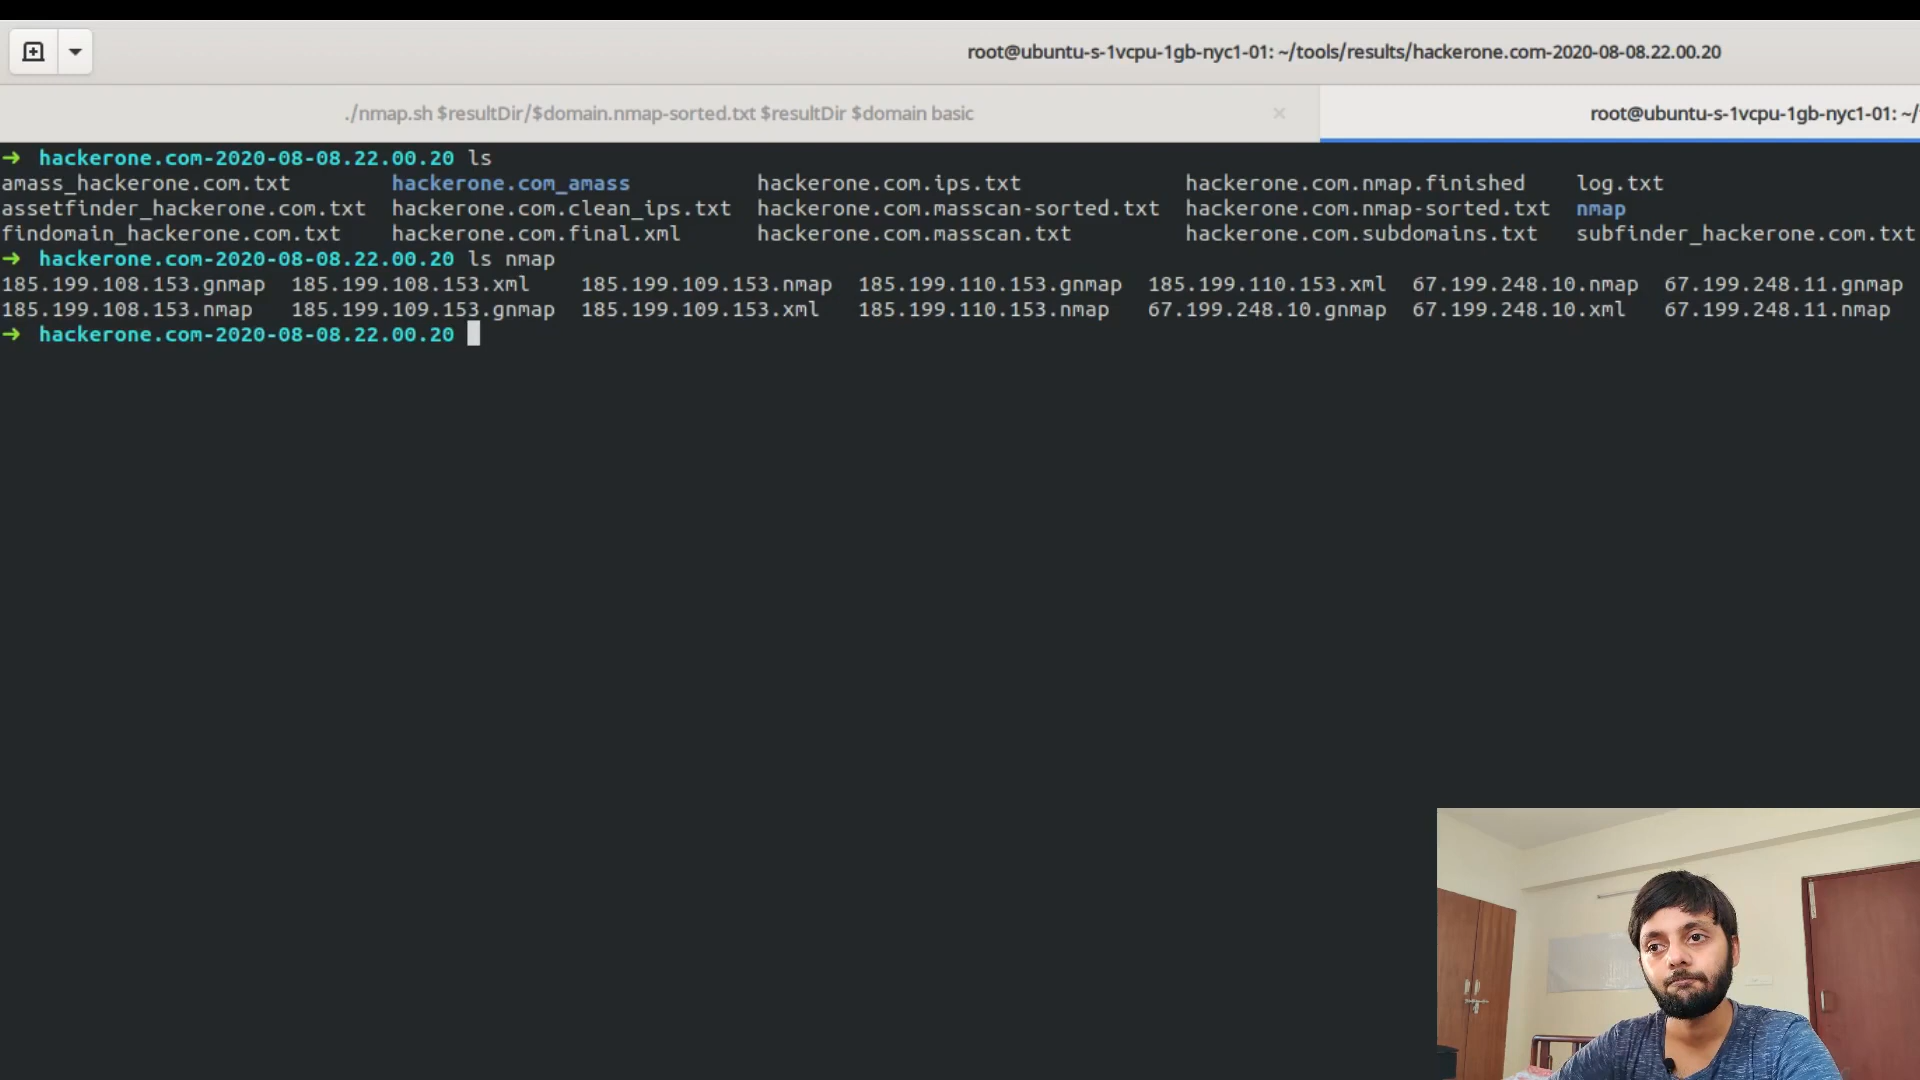 root@ubuntu-s-1vcpu-1gb-nyc1-01: ~/tools/results/hackerone.com-2020-08-08.22.00.20
./nmap.sh $resultDir/$domain.nmap-sorted.txt $resultDir $domain basic
root@ubuntu-s-1vcpu-1gb-nyc1-01: ~/
➜ hackerone.com-2020-08-08.22.00.20 ls
amass_hackerone.com.txt hackerone.com_amass hackerone.com.ips.txt hackerone.com.nmap.finished log.txt
assetfinder_hackerone.com.txt hackerone.com.clean_ips.txt hackerone.com.masscan-sorted.txt hackerone.com.nmap-sorted.txt nmap
findomain_hackerone.com.txt hackerone.com.final.xml hackerone.com.masscan.txt hackerone.com.subdomains.txt subfinder_hackerone.com.txt
➜ hackerone.com-2020-08-08.22.00.20 ls nmap
185.199.108.153.gnmap 185.199.108.153.xml 185.199.109.153.nmap 185.199.110.153.gnmap 185.199.110.153.xml 67.199.248.10.nmap 67.199.248.11.gnmap
185.199.108.153.nmap 185.199.109.153.gnmap 185.199.109.153.xml 185.199.110.153.nmap 67.199.248.10.gnmap 67.199.248.10.xml 67.199.248.11.nmap
➜ hackerone.com-2020-08-08.22.00.20